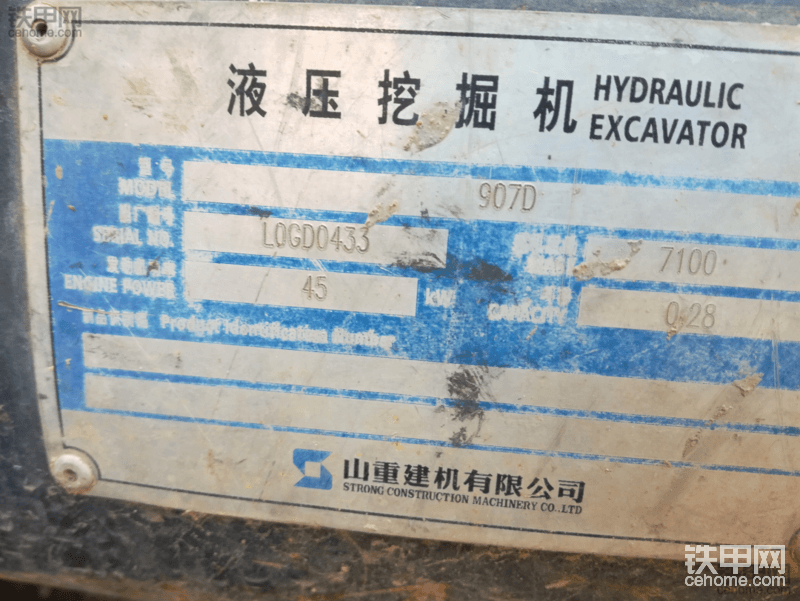 铁甲网
cehome.com
液压挖掘机 HYDRAULIC EXCAVATOR
MODEL 907D
SERIAL NO. LOGD0433 7100
ENGINE POWER 45 kW CAPACITY 0.28
Product Identification Number
山重建机有限公司
STRONG CONSTRUCTION MACHINERY CO.,LTD
铁甲网
cehome.com